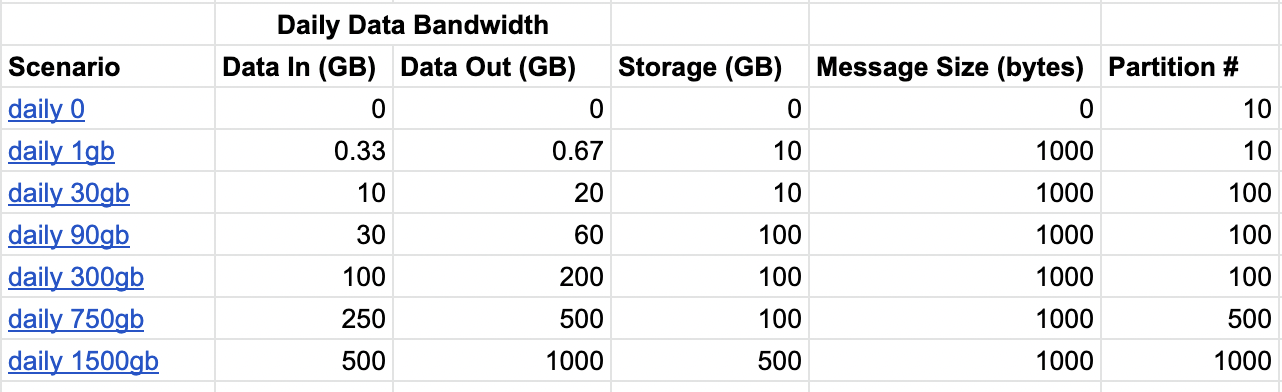 Daily Data Bandwidth
Scenario Data In (GB) Data Out (GB) Storage (GB) Message Size (bytes) Partition #
daily 0 0 0 0 0 10
daily 1gb 0.33 0.67 10 1000 10
daily 30gb 10 20 10 1000 100
daily 90gb 30 60 100 1000 100
daily 300gb 100 200 100 1000 100
daily 750gb 250 500 100 1000 500
daily 1500gb 500 1000 500 1000 1000